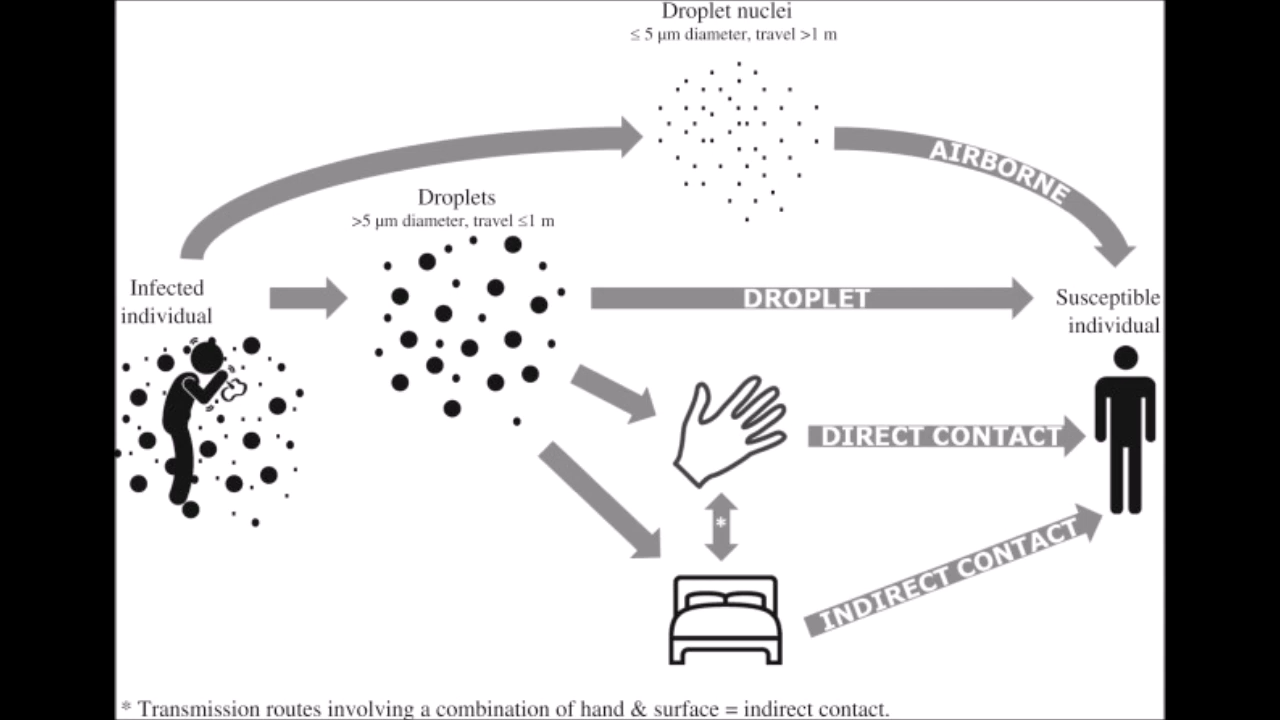 Droplet nuclei
≤ 5 μm diameter, travel >1 m
AIRBORNE
Droplets
>5 μm diameter, travel ≤1 m
Infected
individual
DROPLET
Susceptible
individual
DIRECT CONTACT
*
INDIRECT CONTACT
* Transmission routes involving a combination of hand & surface = indirect contact.